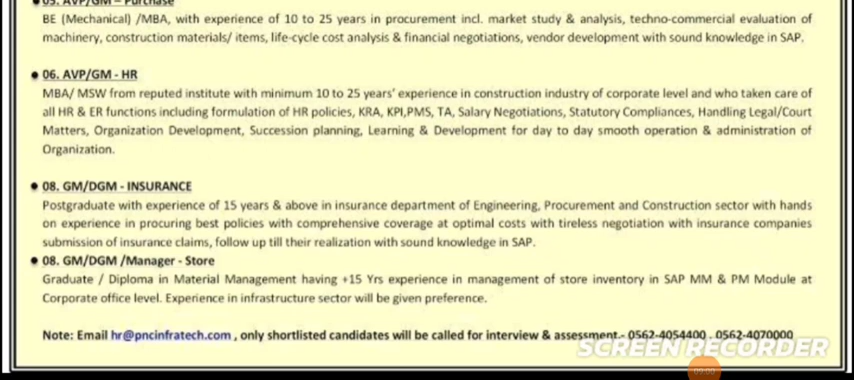 05. AVP/GM – Purchase
BE (Mechanical) /MBA, with experience of 10 to 25 years in procurement incl. market study & analysis, techno-commercial evaluation of
machinery, construction materials/ items, life-cycle cost analysis & financial negotiations, vendor development with sound knowledge in SAP.
06. AVP/GM - HR
MBA/ MSW from reputed institute with minimum 10 to 25 years' experience in construction industry of corporate level and who taken care of
all HR & ER functions including formulation of HR policies, KRA, KPI,PMS, TA, Salary Negotiations, Statutory Compliances, Handling Legal/Court
Matters, Organization Development, Succession planning, Learning & Development for day to day smooth operation & administration of
Organization.
08. GM/DGM - INSURANCE
Postgraduate with experience of 15 years & above in insurance department of Engineering, Procurement and Construction sector with hands
on experience in procuring best policies with comprehensive coverage at optimal costs with tireless negotiation with insurance companies
submission of insurance claims, follow up till their realization with sound knowledge in SAP.
08. GM/DGM /Manager - Store
Graduate / Diploma in Material Management having +15 Yrs experience in management of store inventory in SAP MM & PM Module at
Corporate office level. Experience in infrastructure sector will be given preference.
Note: Email hr@pncinfratech.com , only shortlisted candidates will be called for interview & assessment.- 0562-4054400 , 0562-4070000
SCREEN RECORDER
09:00